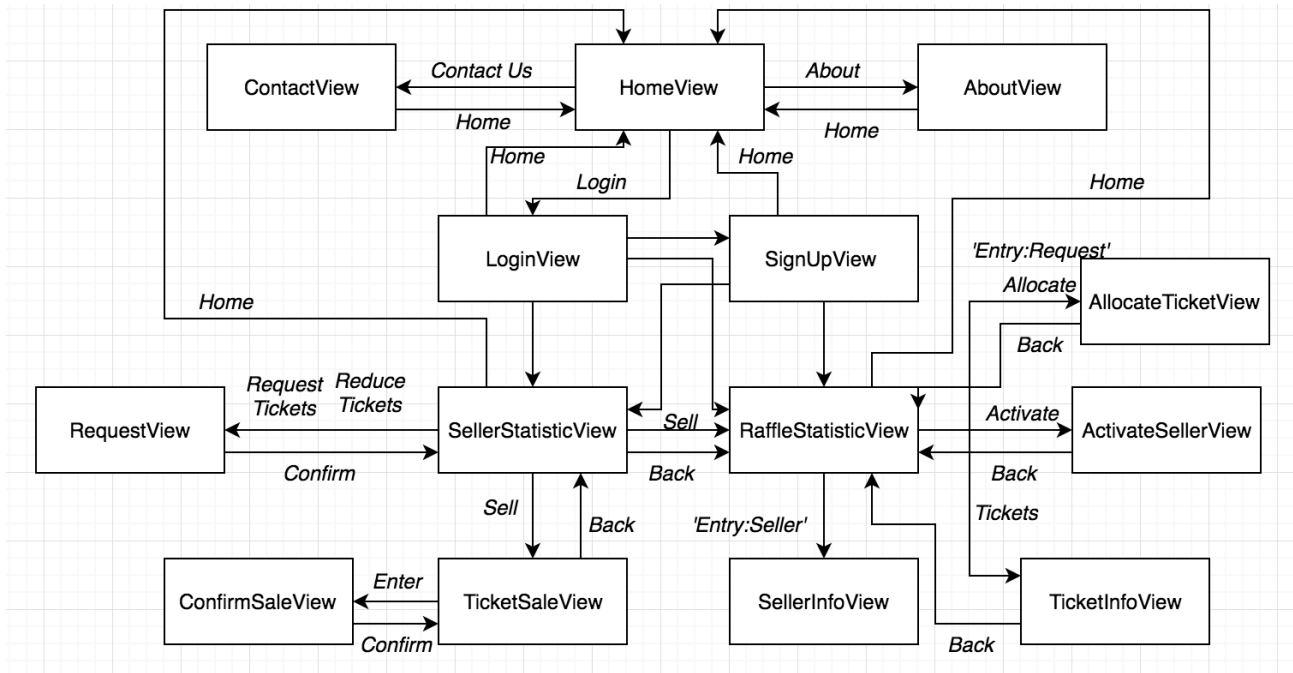 ContactView
Contact Us
HomeView
About
AboutView
Home
Home
Home
Home
Login
Home
LoginView
SignUpView
'Entry:Request'
Allocate
AllocateTicketView
Home
Back
Request
Tickets
Reduce
Tickets
RequestView
SellerStatisticView
Sell
RaffleStatisticView
Activate
ActivateSellerView
Confirm
Back
Back
Sell
Back
'Entry:Seller'
Tickets
ConfirmSaleView
Enter
TicketSaleView
SellerInfoView
TicketInfoView
Confirm
Back